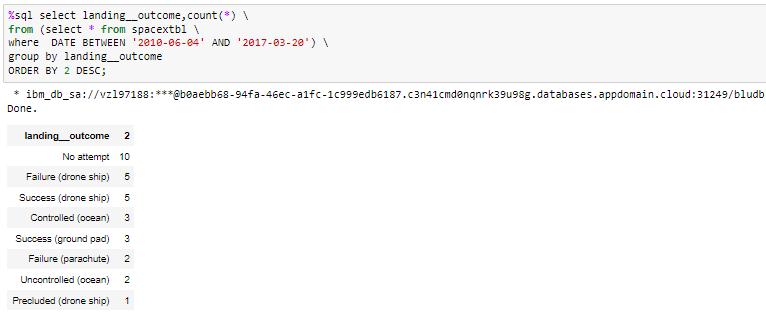 %sql select landing__outcome,count(*) \
from (select * from spacextbl \
where  DATE BETWEEN '2010-06-04' AND '2017-03-20') \
group by landing__outcome
ORDER BY 2 DESC;
* ibm_db_sa://vzl97188:***@b0aebb68-94fa-46ec-a1fc-1c999edb6187.c3n41cmd0nqnrk39u98g.databases.appdomain.cloud:31249/bludb
Done.
landing__outcome 2
No attempt 10
Failure (drone ship) 5
Success (drone ship) 5
Controlled (ocean) 3
Success (ground pad) 3
Failure (parachute) 2
Uncontrolled (ocean) 2
Precluded (drone ship) 1